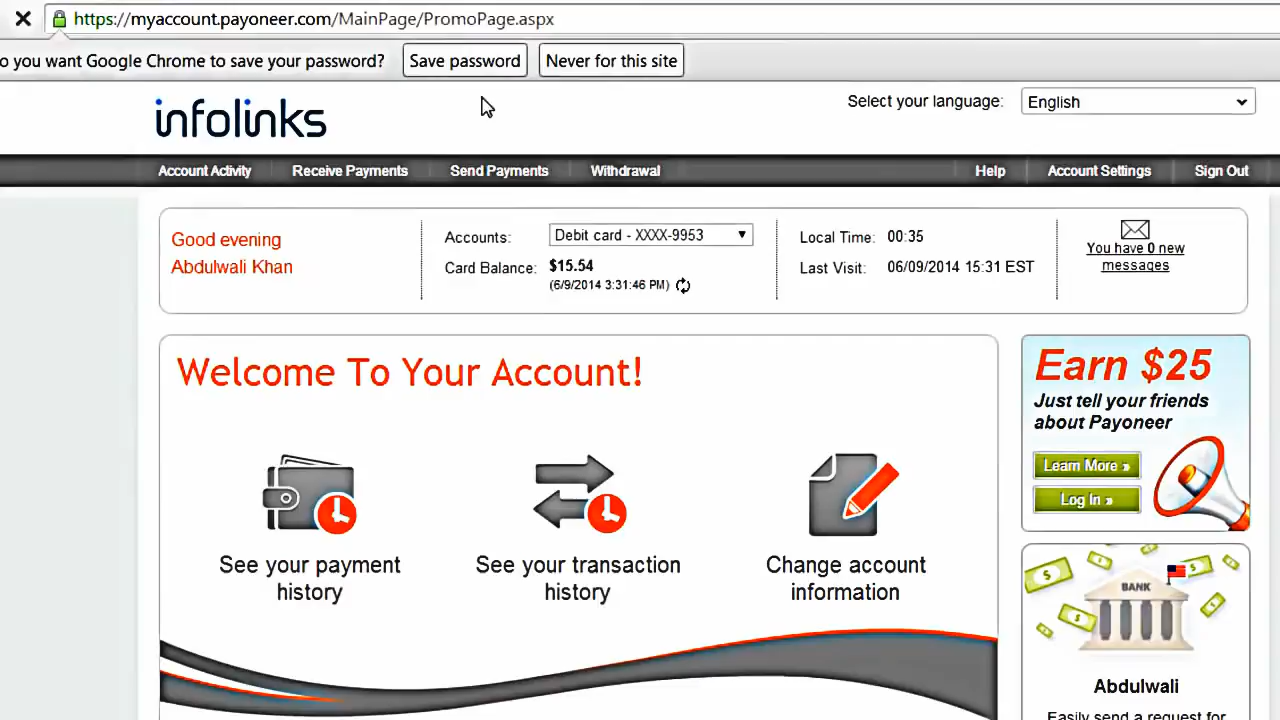 https://myaccount.payoneer.com/MainPage/PromoPage.aspx
o you want Google Chrome to save your password? Save password Never for this site
infolinks
Select your language: English
Account Activity Receive Payments Send Payments Withdrawal Help Account Settings Sign Out
Good evening
Abdulwali Khan
Accounts: Debit card - XXXX-9953
Card Balance: $15.54
(6/9/2014 3:31:46 PM)
Local Time: 00:35
Last Visit: 06/09/2014 15:31 EST
You have 0 new
messages
Welcome To Your Account!
See your payment
history
See your transaction
history
Change account
information
Earn $25
Just tell your friends
about Payoneer
Learn More »
Log In »
BANK
Abdulwali
Easily send a request for